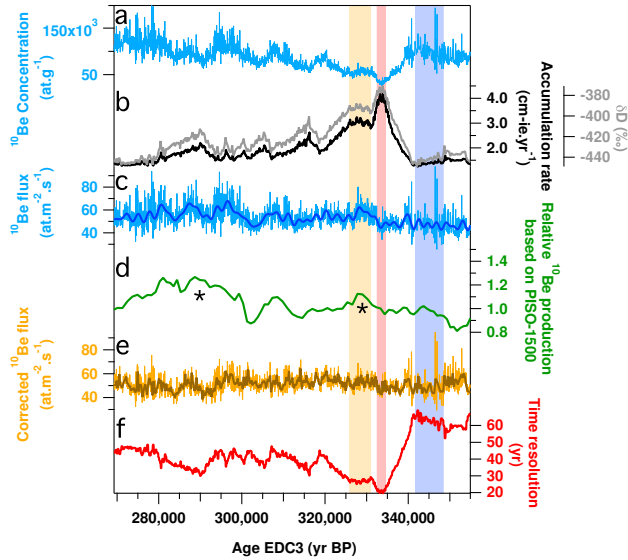 a
150x10³
50
¹⁰Be Concentration
(at.g⁻¹)
b
4.0
3.0
2.0
Accumulation rate
(cm-ie.yr⁻¹)
-380
-400
-420
-440
δD (‰)
c
80
60
40
¹⁰Be flux
(at.m⁻².s⁻¹)
d
*
*
1.4
1.2
1.0
0.8
Relative ¹⁰Be production
based on PISO-1500
e
80
60
40
Corrected ¹⁰Be flux
(at.m⁻².s⁻¹)
f
60
50
40
30
20
Time resolution
(yr)
280,000
300,000
320,000
340,000
Age EDC3 (yr BP)